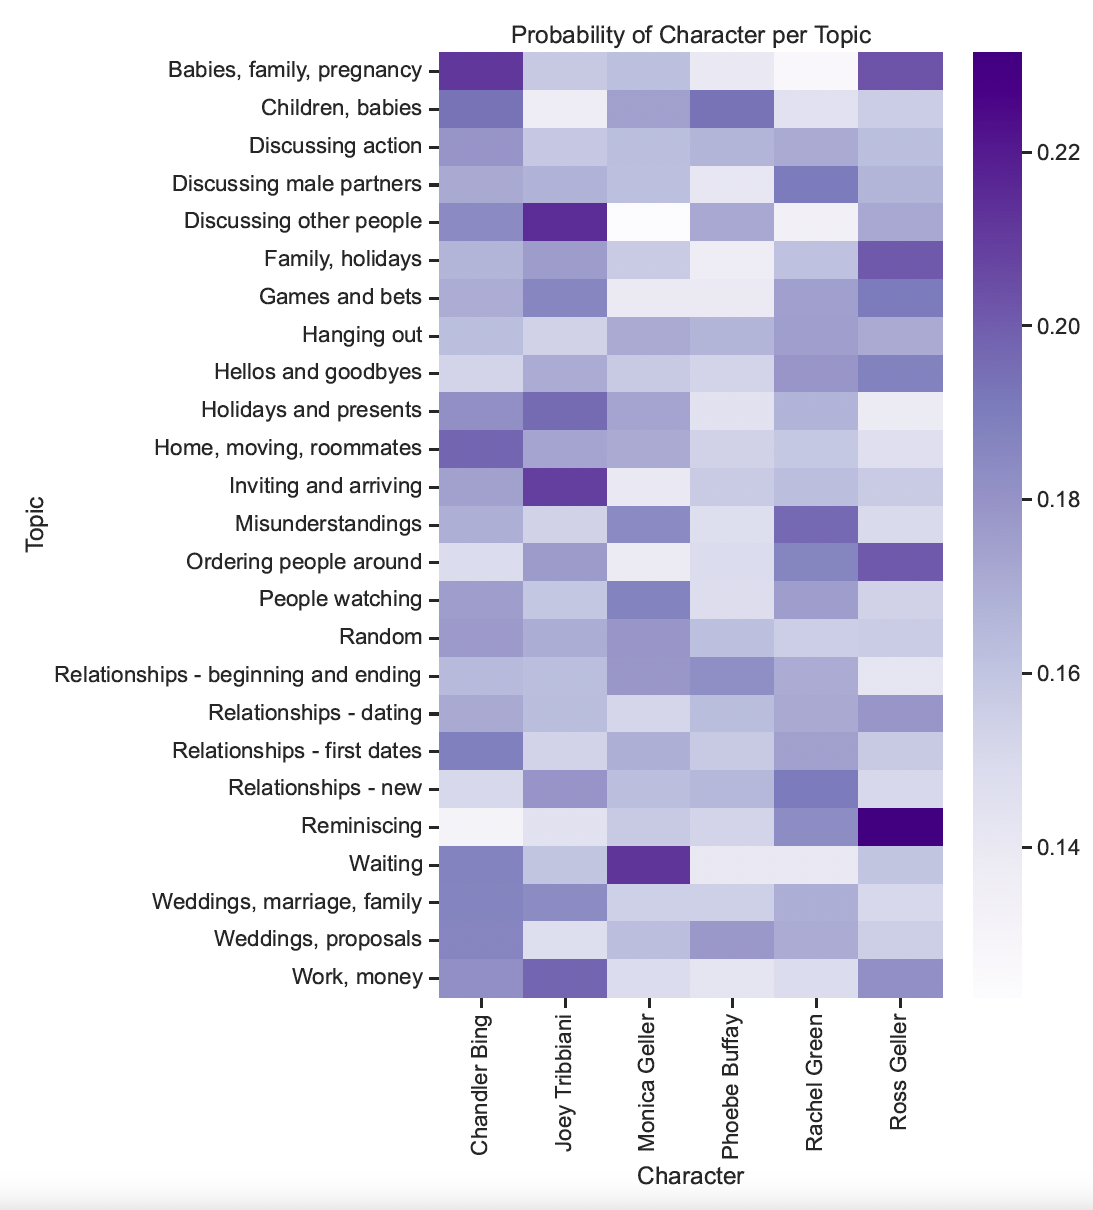 Probability of Character per Topic
Babies, family, pregnancy
Children, babies
Discussing action
Discussing male partners
Discussing other people
Family, holidays
Games and bets
Hanging out
Hellos and goodbyes
Holidays and presents
Home, moving, roommates
Inviting and arriving
Misunderstandings
Ordering people around
People watching
Random
Relationships - beginning and ending
Relationships - dating
Relationships - first dates
Relationships - new
Reminiscing
Waiting
Weddings, marriage, family
Weddings, proposals
Work, money
Topic
Chandler Bing
Joey Tribbiani
Monica Geller
Phoebe Buffay
Rachel Green
Ross Geller
Character
0.22
0.20
0.18
0.16
0.14